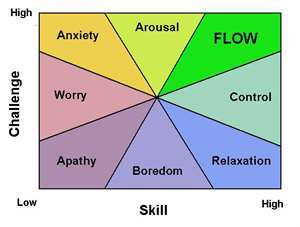 High
Anxiety
Arousal
FLOW
Challenge
Worry
Control
Apathy
Boredom
Relaxation
Low
Skill
High